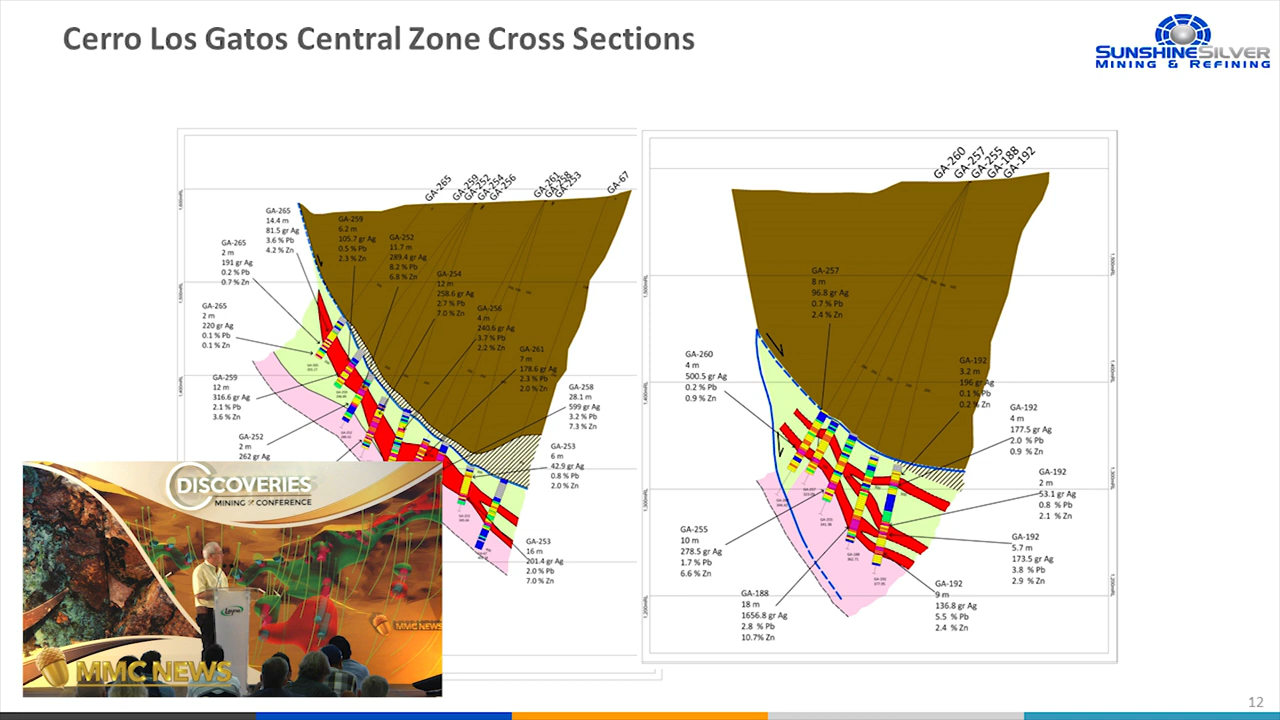 Cerro Los Gatos Central Zone Cross Sections
SUNSHINE SILVER
MINING & REFINING
GA-265
GA-259
GA-252
GA-254
GA-256
GA-261
GA-258
GA-253
GA-67
GA-265
14.4 m
81.5 gr Ag
3.6 % Pb
4.2 % Zn
GA-259
6.2 m
105.7 gr Ag
0.5 % Pb
2.3 % Zn
GA-265
2 m
191 gr Ag
0.2 % Pb
0.7 % Zn
GA-252
11.7 m
289.4 gr Ag
8.2 % Pb
6.8 % Zn
GA-254
12 m
258.6 gr Ag
2.7 % Pb
7.0 % Zn
GA-265
2 m
220 gr Ag
0.1 % Pb
0.1 % Zn
GA-256
4 m
240.6 gr Ag
3.7 % Pb
2.2 % Zn
GA-261
7 m
178.6 gr Ag
2.3 % Pb
2.0 % Zn
GA-259
12 m
316.6 gr Ag
2.1 % Pb
3.6 % Zn
GA-258
28.1 m
599 gr Ag
3.2 % Pb
7.3 % Zn
GA-252
2 m
262 gr Ag
GA-253
6 m
42.9 gr Ag
0.8 % Pb
2.0 % Zn
GA-253
16 m
201.4 gr Ag
2.0 % Pb
7.0 % Zn
GA-260
GA-257
GA-255
GA-188
GA-192
GA-257
8 m
96.8 gr Ag
0.7 % Pb
2.4 % Zn
GA-260
4 m
500.5 gr Ag
0.2 % Pb
0.9 % Zn
GA-192
3.2 m
196 gr Ag
0.1 % Pb
0.2 % Zn
GA-192
4 m
177.5 gr Ag
2.0 % Pb
0.9 % Zn
GA-192
2 m
53.1 gr Ag
0.8 % Pb
2.1 % Zn
GA-255
10 m
278.5 gr Ag
1.7 % Pb
6.6 % Zn
GA-192
5.7 m
173.5 gr Ag
3.8 % Pb
2.9 % Zn
GA-188
18 m
1656.8 gr Ag
2.8 % Pb
10.7% Zn
GA-192
9 m
136.8 gr Ag
5.5 % Pb
2.4 % Zn
DISCOVERIES
MINING CONFERENCE
MMC NEWS
MMC NEWS
12